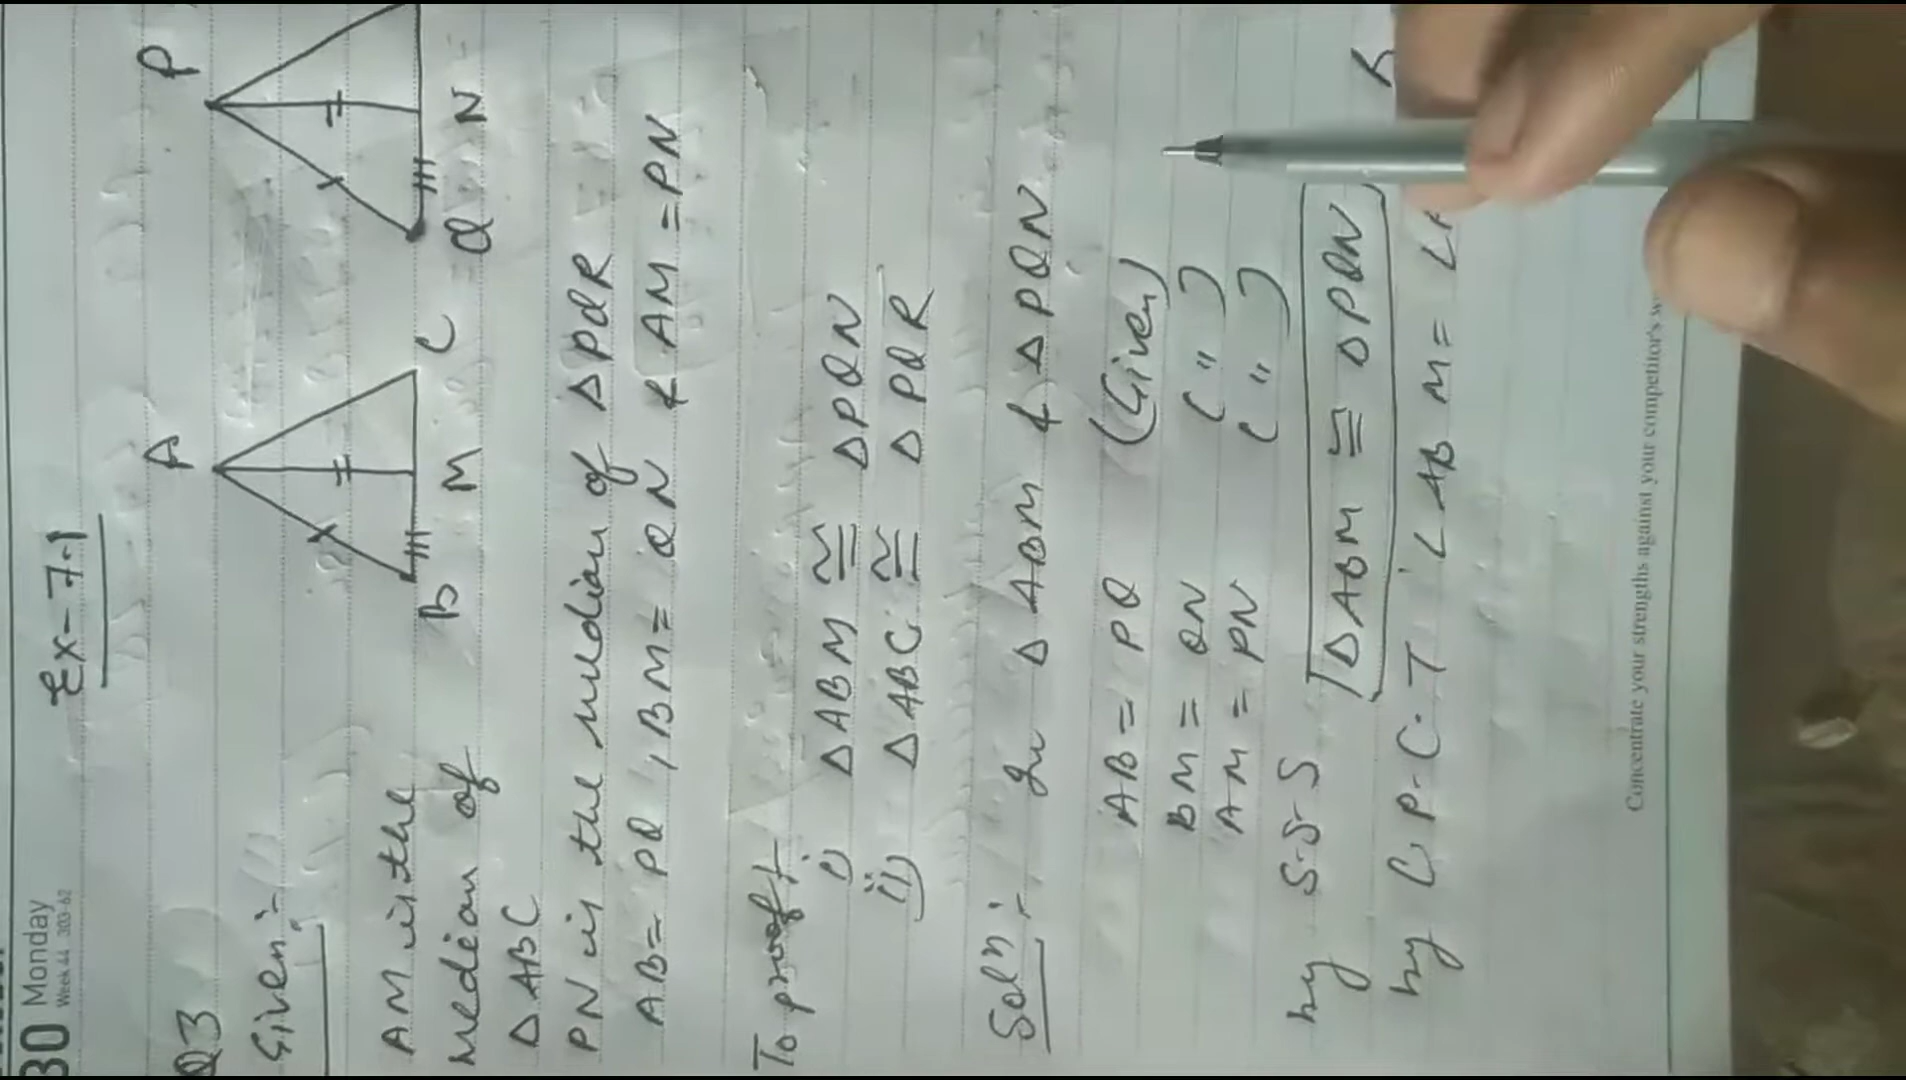 30 Monday
Week 44 303-62
Ex-7.1
Q3
A
P
Given:-
B M C
Q N
AM is the
median of
△ABC
PN is the median of △PQR
AB = PQ, BM = QN & AM = PN
To proof:-
i) △ABM ≅ △PQN
ii) △ABC ≅ △PQR
Solⁿ:- In △ABM & △PQN
AB = PQ (Given)
BM = QN ( " )
AM = PN ( " )
by S.S.S △ABM ≅ △PQN
by C.P.C.T ∠ABM = ∠
Concentrate your strengths against your competitor's